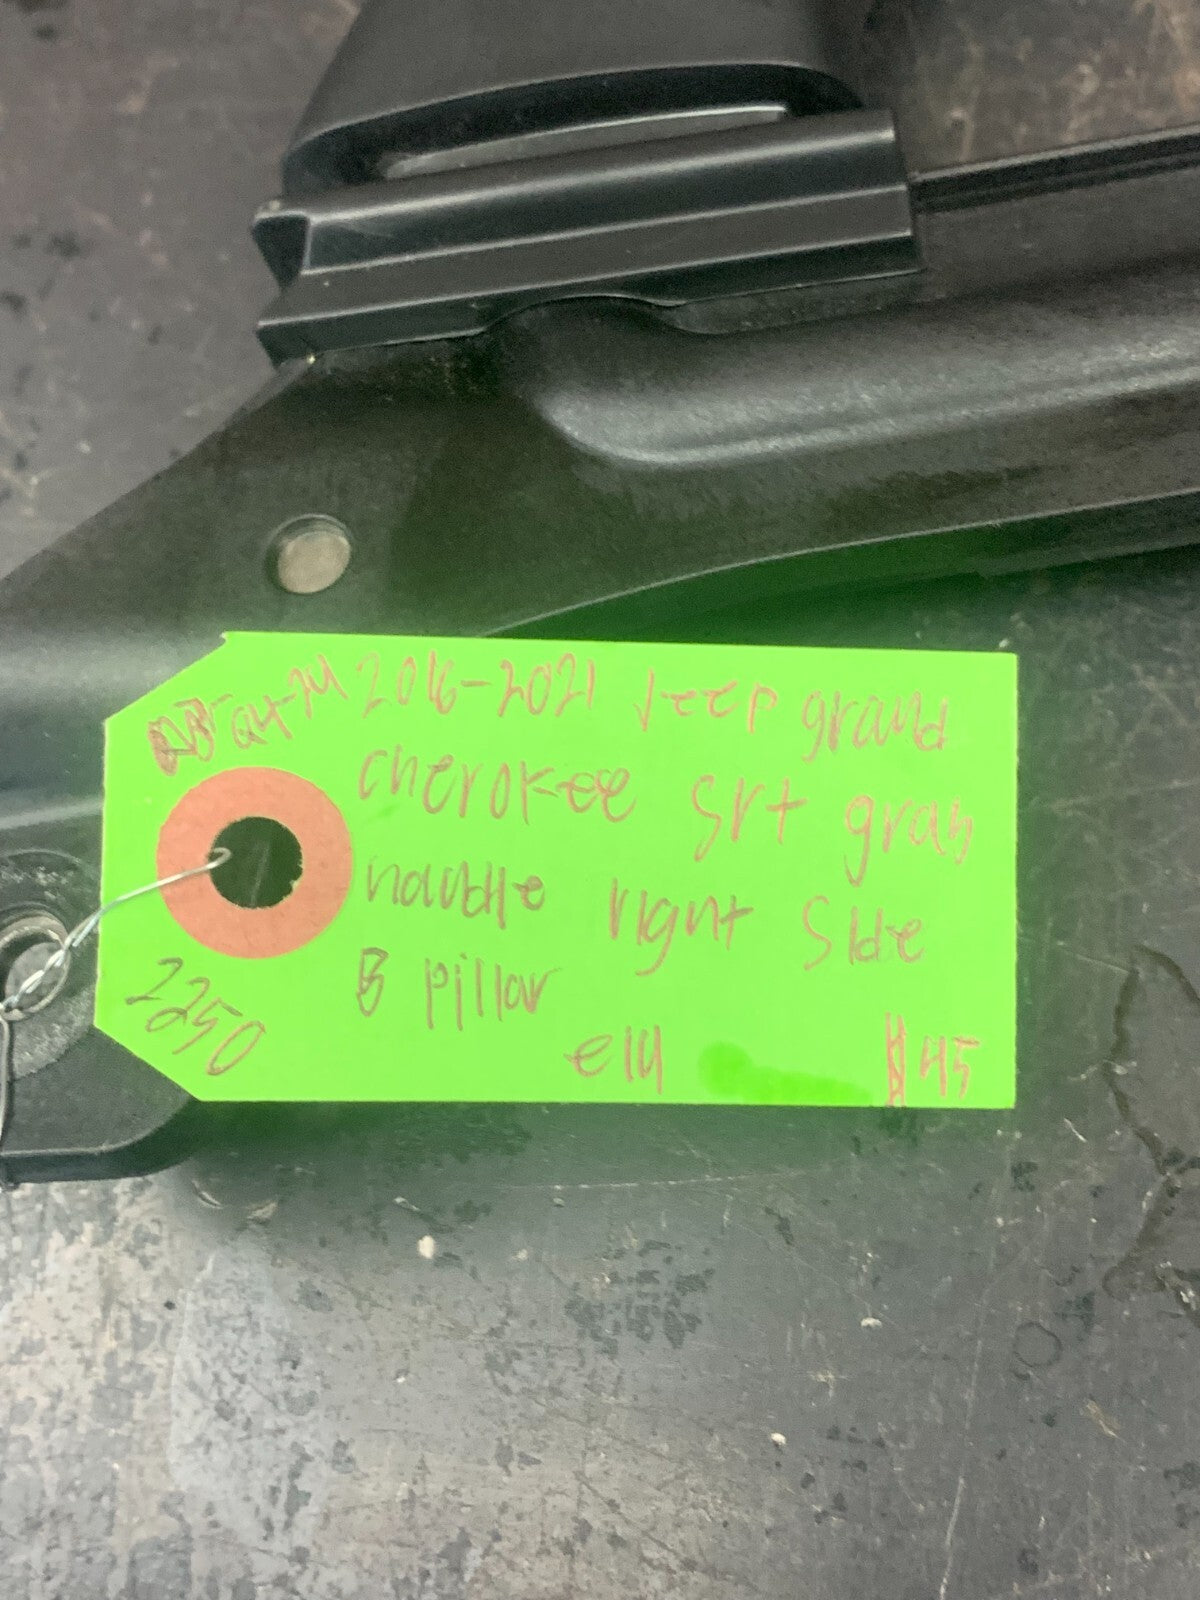 2016-2021 Jeep grand
cherokee srt grab
handle right side
B pillar
e14 $45
2250